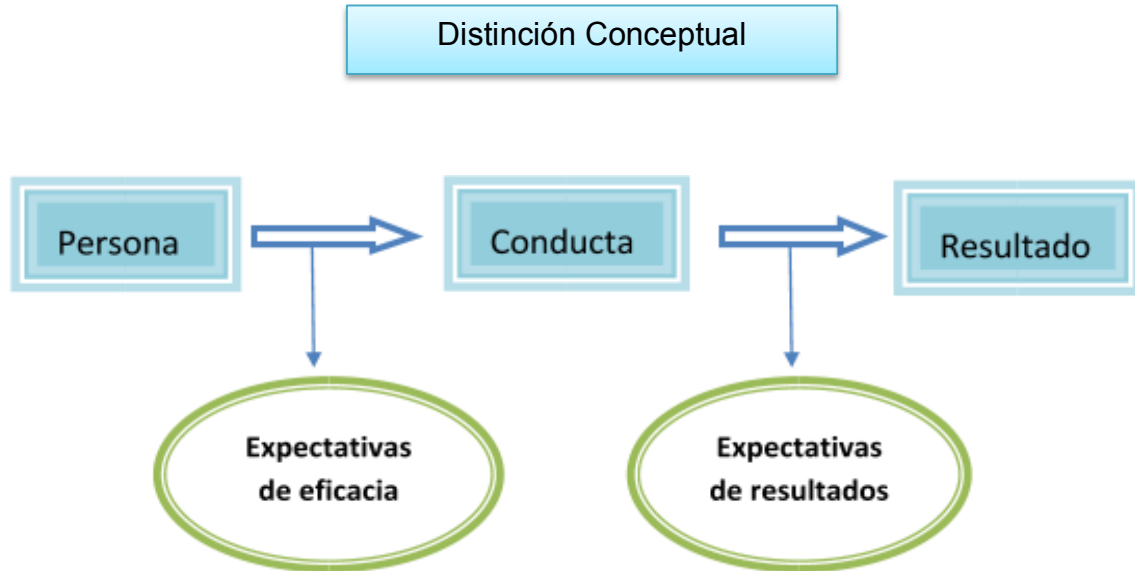 Distinción Conceptual
Persona
Conducta
Resultado
Expectativas
de eficacia
Expectativas
de resultados